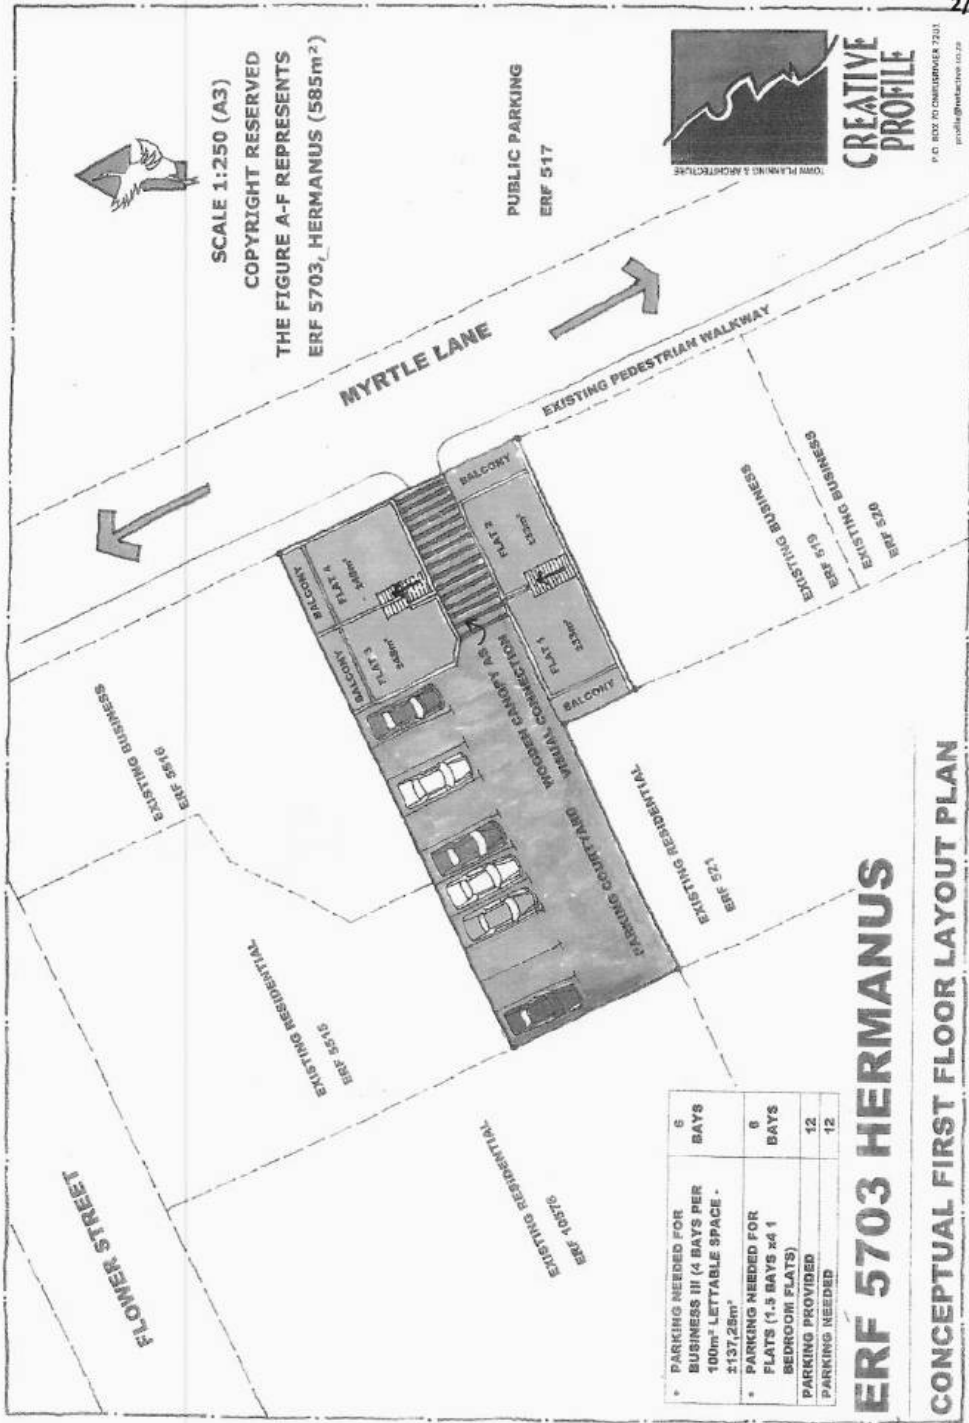 SCALE 1:250 (A3)
COPYRIGHT RESERVED
THE FIGURE A-F REPRESENTS
ERF 5703, HERMANUS (585m²)
PUBLIC PARKING
ERF 517
TOWN PLANNING & ARCHITECTURE
CREATIVE
PROFILE
MYRTLE LANE
EXISTING PEDESTRIAN WALKWAY
FLOWER STREET
EXISTING BUSINESS
ERF 5516
EXISTING RESIDENTIAL
ERF 5515
EXISTING RESIDENTIAL
ERF 10576
BALCONY
FLAT 4
BALCONY
FLAT 3
BALCONY
FLAT 2
FLAT 1
BALCONY
WOODEN CANOPY AS
VISUAL CONNECTION
PARKING COURTYARD
EXISTING RESIDENTIAL
ERF 521
EXISTING BUSINESS
ERF 519
EXISTING BUSINESS
ERF 520
• PARKING NEEDED FOR
BUSINESS III (4 BAYS PER
100m² LETTABLE SPACE -
±137,25m²
6
BAYS
• PARKING NEEDED FOR
FLATS (1.5 BAYS x4 1
BEDROOM FLATS)
6
BAYS
PARKING PROVIDED 12
PARKING NEEDED 12
ERF 5703 HERMANUS
CONCEPTUAL FIRST FLOOR LAYOUT PLAN